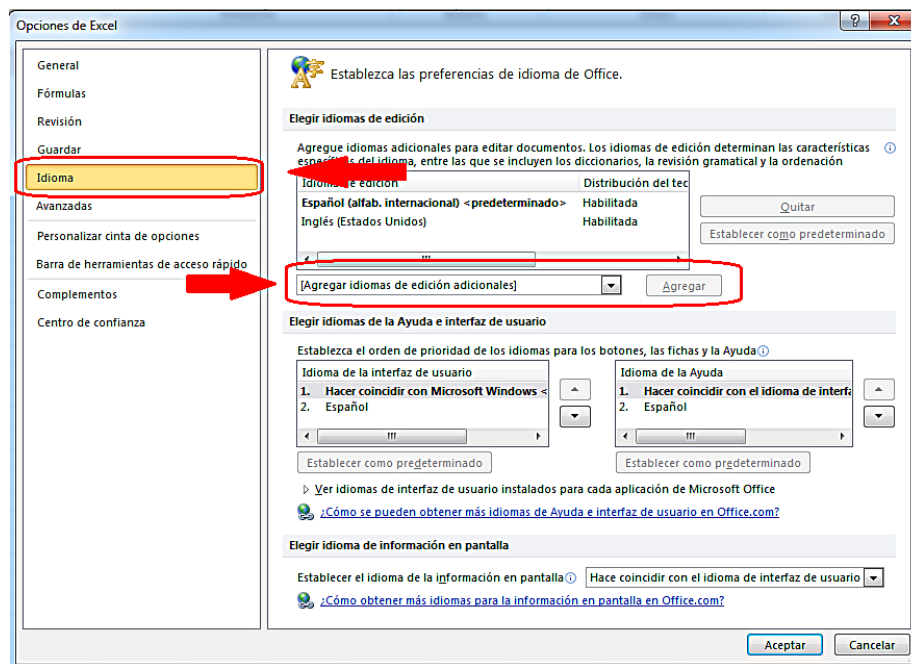 Opciones de Excel
General
Fórmulas
Revisión
Guardar
Idioma
Avanzadas
Personalizar cinta de opciones
Barra de herramientas de acceso rápido
Complementos
Centro de confianza
Establezca las preferencias de idioma de Office.
Elegir idiomas de edición
Agregue idiomas adicionales para editar documentos. Los idiomas de edición determinan las características
específicas del idioma, entre las que se incluyen los diccionarios, la revisión gramatical y la ordenación
Idioma de edición Distribución del tec
Español (alfab. internacional) <predeterminado> Habilitada
Inglés (Estados Unidos) Habilitada
Quitar
Establecer como predeterminado
[Agregar idiomas de edición adicionales] Agregar
Elegir idiomas de la Ayuda e interfaz de usuario
Establezca el orden de prioridad de los idiomas para los botones, las fichas y la Ayuda
Idioma de la interfaz de usuario
1. Hacer coincidir con Microsoft Windows <
2. Español
Establecer como predeterminado
Idioma de la Ayuda
1. Hacer coincidir con el idioma de interfa
2. Español
Establecer como predeterminado
Ver idiomas de interfaz de usuario instalados para cada aplicación de Microsoft Office
¿Cómo se pueden obtener más idiomas de Ayuda e interfaz de usuario en Office.com?
Elegir idioma de información en pantalla
Establecer el idioma de la información en pantalla Hace coincidir con el idioma de interfaz de usuario
¿Cómo obtener más idiomas para la información en pantalla en Office.com?
Aceptar Cancelar